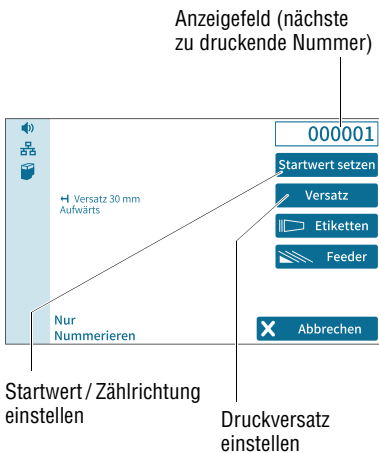 Anzeigefeld (nächste
zu druckende Nummer)
000001
Startwert setzen
Versatz 30 mm
Aufwärts
Versatz
Etiketten
Feeder
Nur
Nummerieren
Abbrechen
Startwert / Zählrichtung
einstellen
Druckversatz
einstellen